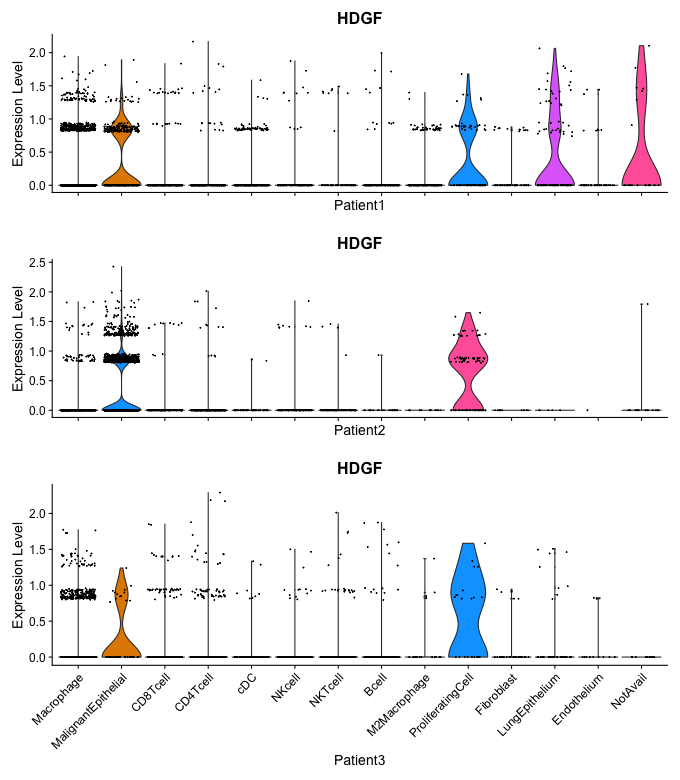 HDGF
Expression Level
2.0
1.5
1.0
0.5
0.0
Patient1
HDGF
Expression Level
2.5
2.0
1.5
1.0
0.5
0.0
Patient2
HDGF
Expression Level
2.0
1.5
1.0
0.5
0.0
Macrophage
MalignantEpithelial
CD8Tcell
CD4Tcell
cDC
NKcell
NKTcell
Bcell
M2Macrophage
ProliferatingCell
Fibroblast
LungEpithelium
Endothelium
NotAvail
Patient3